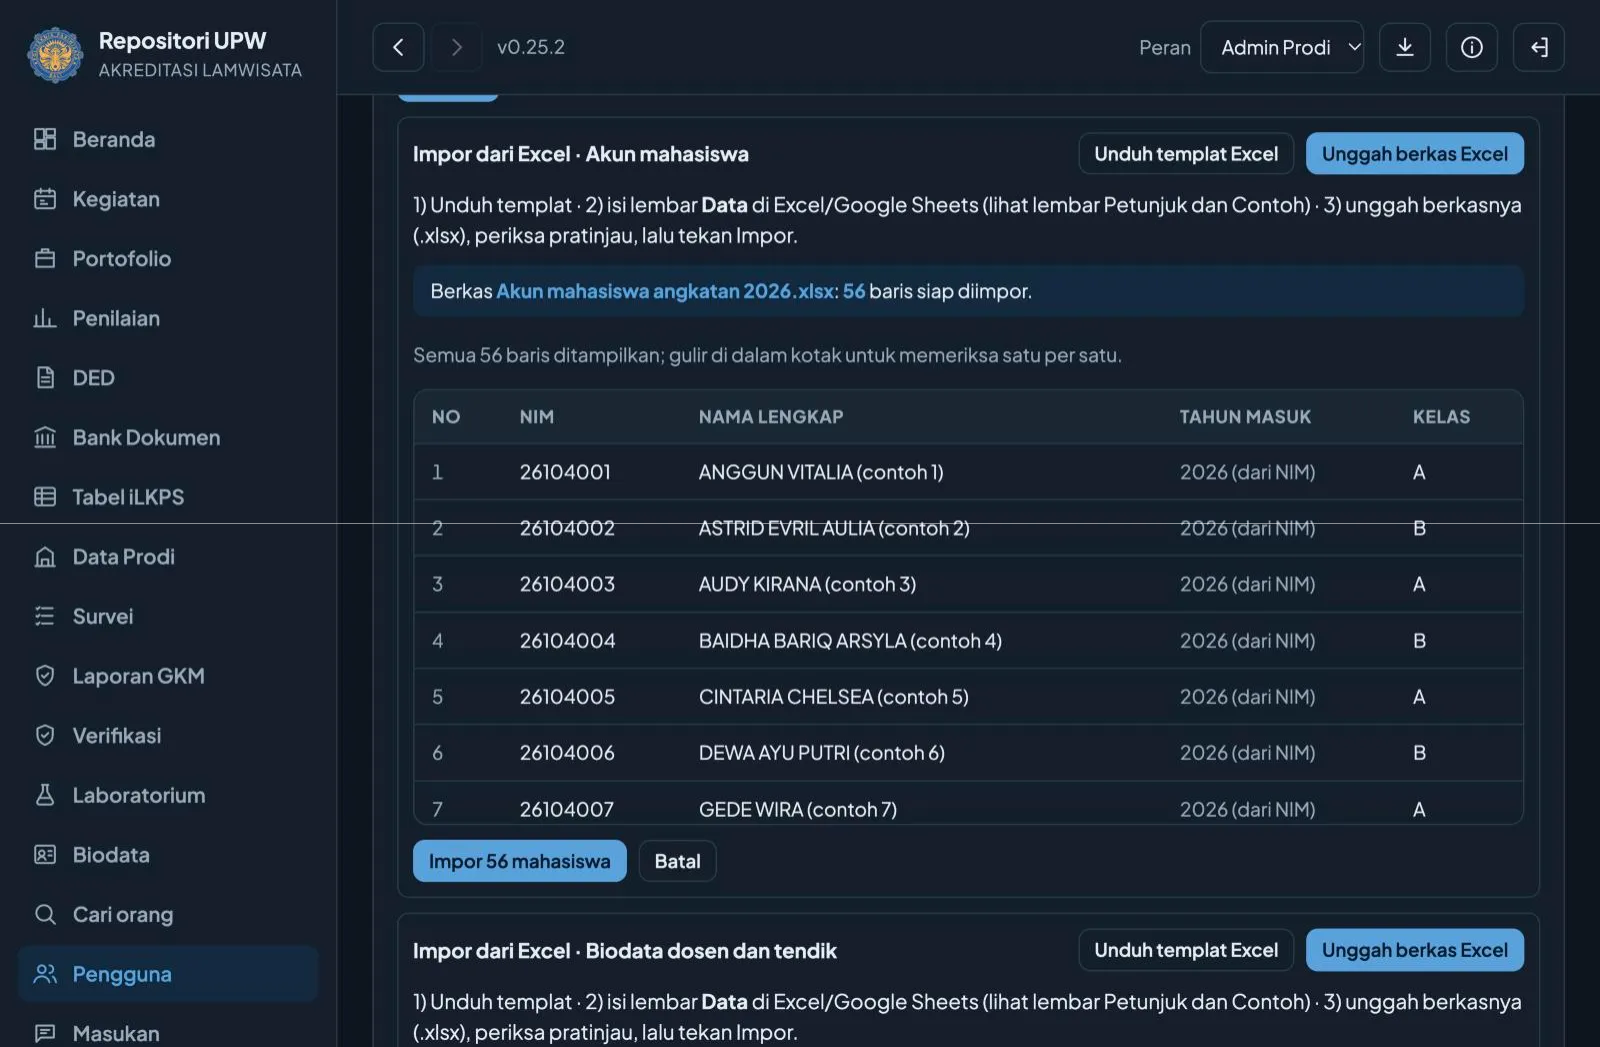 Repositori UPW
AKREDITASI LAMWISATA
v0.25.2
Peran
Admin Prodi
Beranda
Kegiatan
Portofolio
Penilaian
DED
Bank Dokumen
Tabel iLKPS
Data Prodi
Survei
Laporan GKM
Verifikasi
Laboratorium
Biodata
Cari orang
Pengguna
Masukan
Impor dari Excel · Akun mahasiswa
Unduh templat Excel
Unggah berkas Excel
1) Unduh templat · 2) isi lembar Data di Excel/Google Sheets (lihat lembar Petunjuk dan Contoh) · 3) unggah berkasnya
(.xlsx), periksa pratinjau, lalu tekan Impor.
Berkas Akun mahasiswa angkatan 2026.xlsx: 56 baris siap diimpor.
Semua 56 baris ditampilkan; gulir di dalam kotak untuk memeriksa satu per satu.
NO NIM NAMA LENGKAP TAHUN MASUK KELAS
1 26104001 ANGGUN VITALIA (contoh 1) 2026 (dari NIM) A
2 26104002 ASTRID EVRIL AULIA (contoh 2) 2026 (dari NIM) B
3 26104003 AUDY KIRANA (contoh 3) 2026 (dari NIM) A
4 26104004 BAIDHA BARIQ ARSYLA (contoh 4) 2026 (dari NIM) B
5 26104005 CINTARIA CHELSEA (contoh 5) 2026 (dari NIM) A
6 26104006 DEWA AYU PUTRI (contoh 6) 2026 (dari NIM) B
7 26104007 GEDE WIRA (contoh 7) 2026 (dari NIM) A
Impor 56 mahasiswa
Batal
Impor dari Excel · Biodata dosen dan tendik
Unduh templat Excel
Unggah berkas Excel
1) Unduh templat · 2) isi lembar Data di Excel/Google Sheets (lihat lembar Petunjuk dan Contoh) · 3) unggah berkasnya
(.xlsx), periksa pratinjau, lalu tekan Impor.